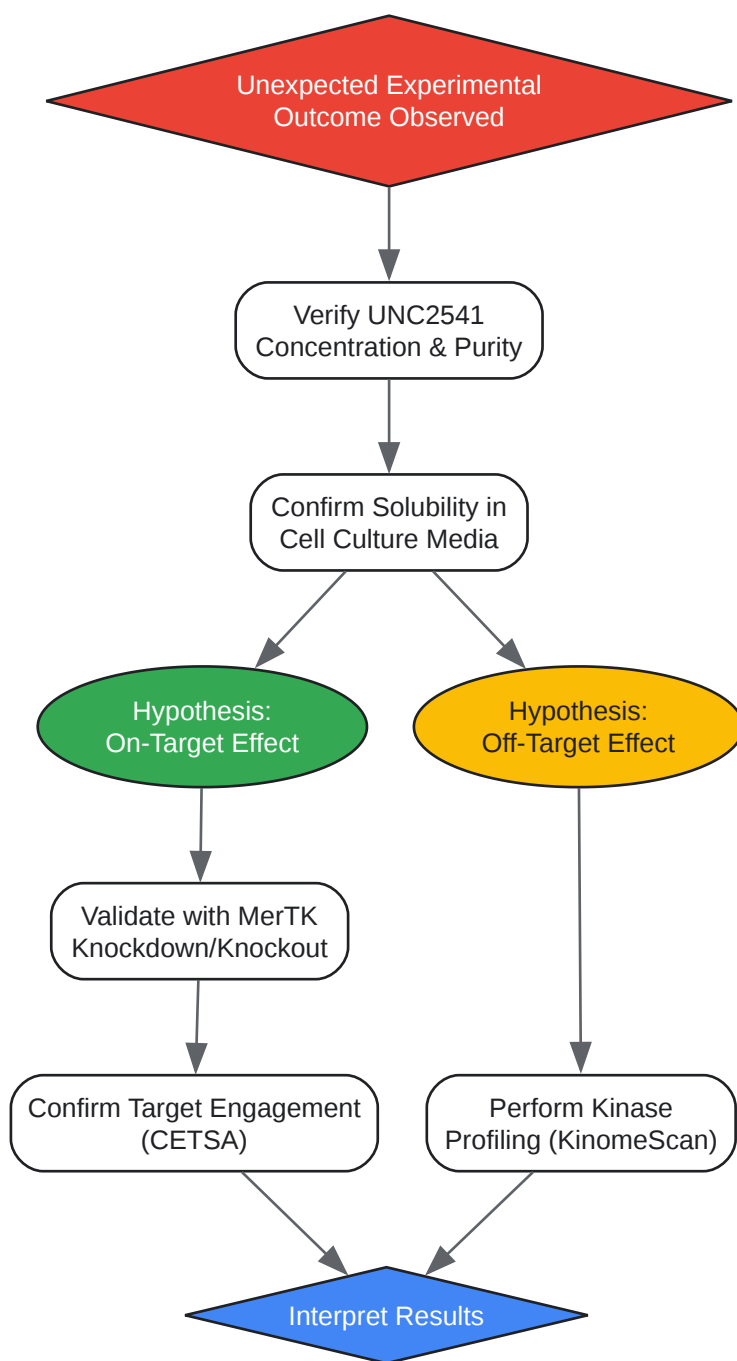 Unexpected Experimental
Outcome Observed
Verify UNC2541
Concentration & Purity
Confirm Solubility in
Cell Culture Media
Hypothesis:
On-Target Effect
Hypothesis:
Off-Target Effect
Validate with MerTK
Knockdown/Knockout
Confirm Target Engagement
(CETSA)
Perform Kinase
Profiling (KinomeScan)
Interpret Results